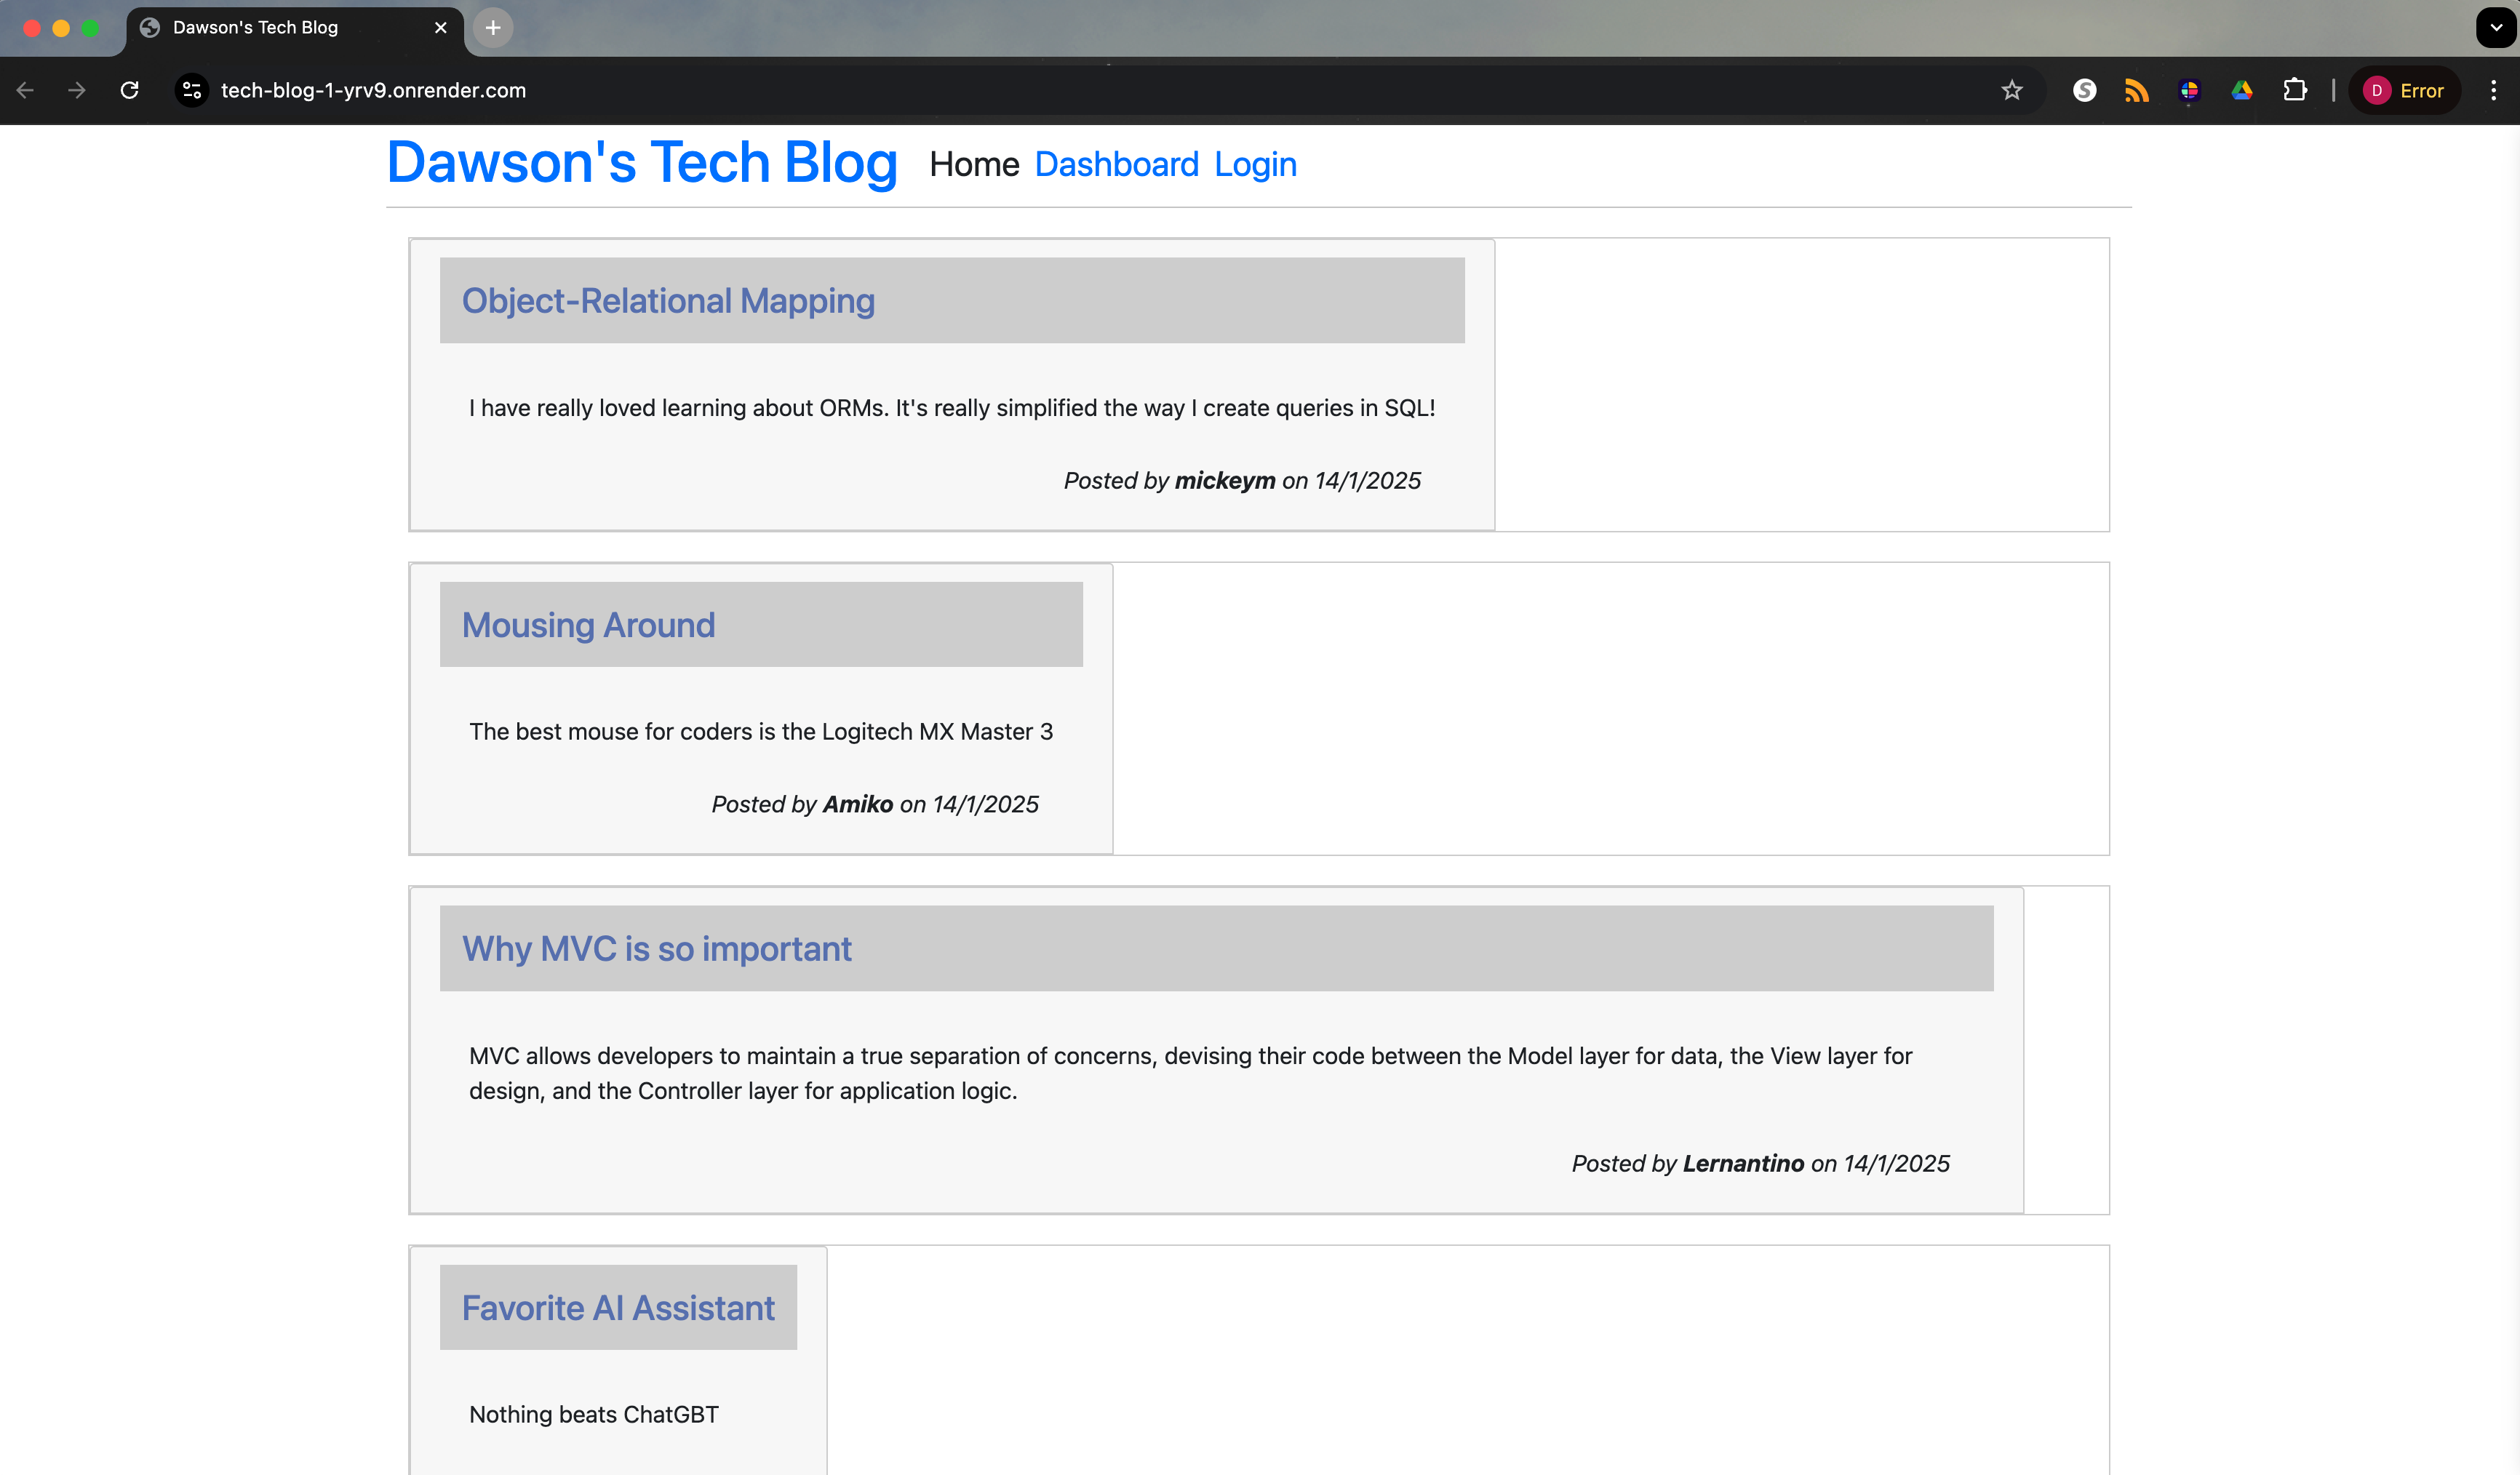 Dawson's Tech Blog
tech-blog-1-yrv9.onrender.com
S
D Error
Dawson's Tech Blog Home Dashboard Login
Object-Relational Mapping
I have really loved learning about ORMs. It's really simplified the way I create queries in SQL!
Posted by mickeym on 14/1/2025
Mousing Around
The best mouse for coders is the Logitech MX Master 3
Posted by Amiko on 14/1/2025
Why MVC is so important
MVC allows developers to maintain a true separation of concerns, devising their code between the Model layer for data, the View layer for
design, and the Controller layer for application logic.
Posted by Lernantino on 14/1/2025
Favorite AI Assistant
Nothing beats ChatGBT